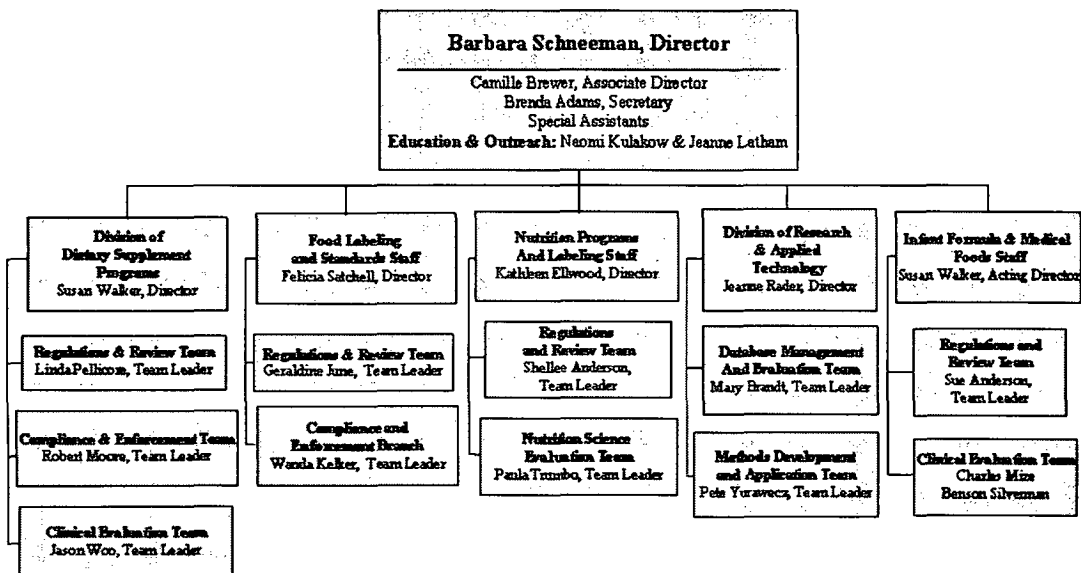 Barbara Schneeman, Director
Camille Brewer, Associate Director
Brenda Adams, Secretary
Special Assistants
Education & Outreach: Naomi Kulakow & Jeanne Latham
Division of
Dietary Supplement
Programs
Susan Walker, Director
Regulations & Review Team
Linda Pellicore, Team Leader
Compliance & Enforcement Team
Robert Moore, Team Leader
Clinical Evaluation Team
Jason Woo, Team Leader
Food Labeling
and Standards Staff
Felicia Satchell, Director
Regulations & Review Team
Geraldine June, Team Leader
Compliance and
Enforcement Branch
Wanda Kelker, Team Leader
Nutrition Programs
And Labeling Staff
Kathleen Ellwood, Director
Regulations
and Review Team
Shellee Anderson,
Team Leader
Nutrition Science
Evaluation Team
Paula Trumbo, Team Leader
Division of Research
& Applied
Technology
Jeanne Rader, Director
Database Management
And Evaluation Team
Mary Brandt, Team Leader
Methods Development
and Application Team
Pete Yurawecz, Team Leader
Infant Formula & Medical
Foods Staff
Susan Walker, Acting Director
Regulations and
Review Team
Sue Anderson,
Team Leader
Clinical Evaluation Team
Charles Mize
Benson Silverman